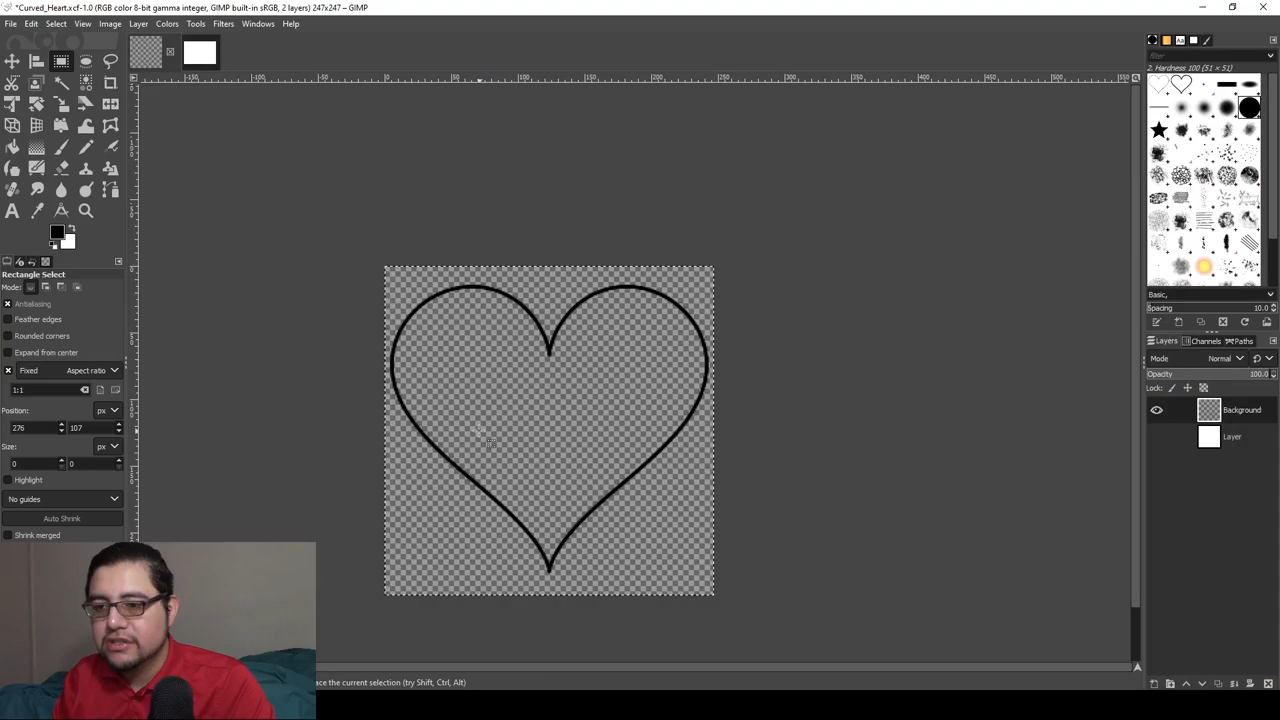 *Curved_Heart.xcf-1.0 (RGB color 8-bit gamma integer, GIMP built-in sRGB, 2 layers) 247x247 – GIMP
File Edit Select View Image Layer Colors Tools Filters Windows Help
filter
2. Hardness 100 (51 × 51)
Basic,
Spacing 10.0
Layers Channels Paths
Mode Normal
Opacity 100.0
Lock:
Background
Layer
Rectangle Select
Mode:
Antialiasing
Feather edges
Rounded corners
Expand from center
Fixed Aspect ratio
1:1
Position: px
276 107
Size: px
0 0
Highlight
No guides
Auto Shrink
Shrink merged
ace the current selection (try Shift, Ctrl, Alt)